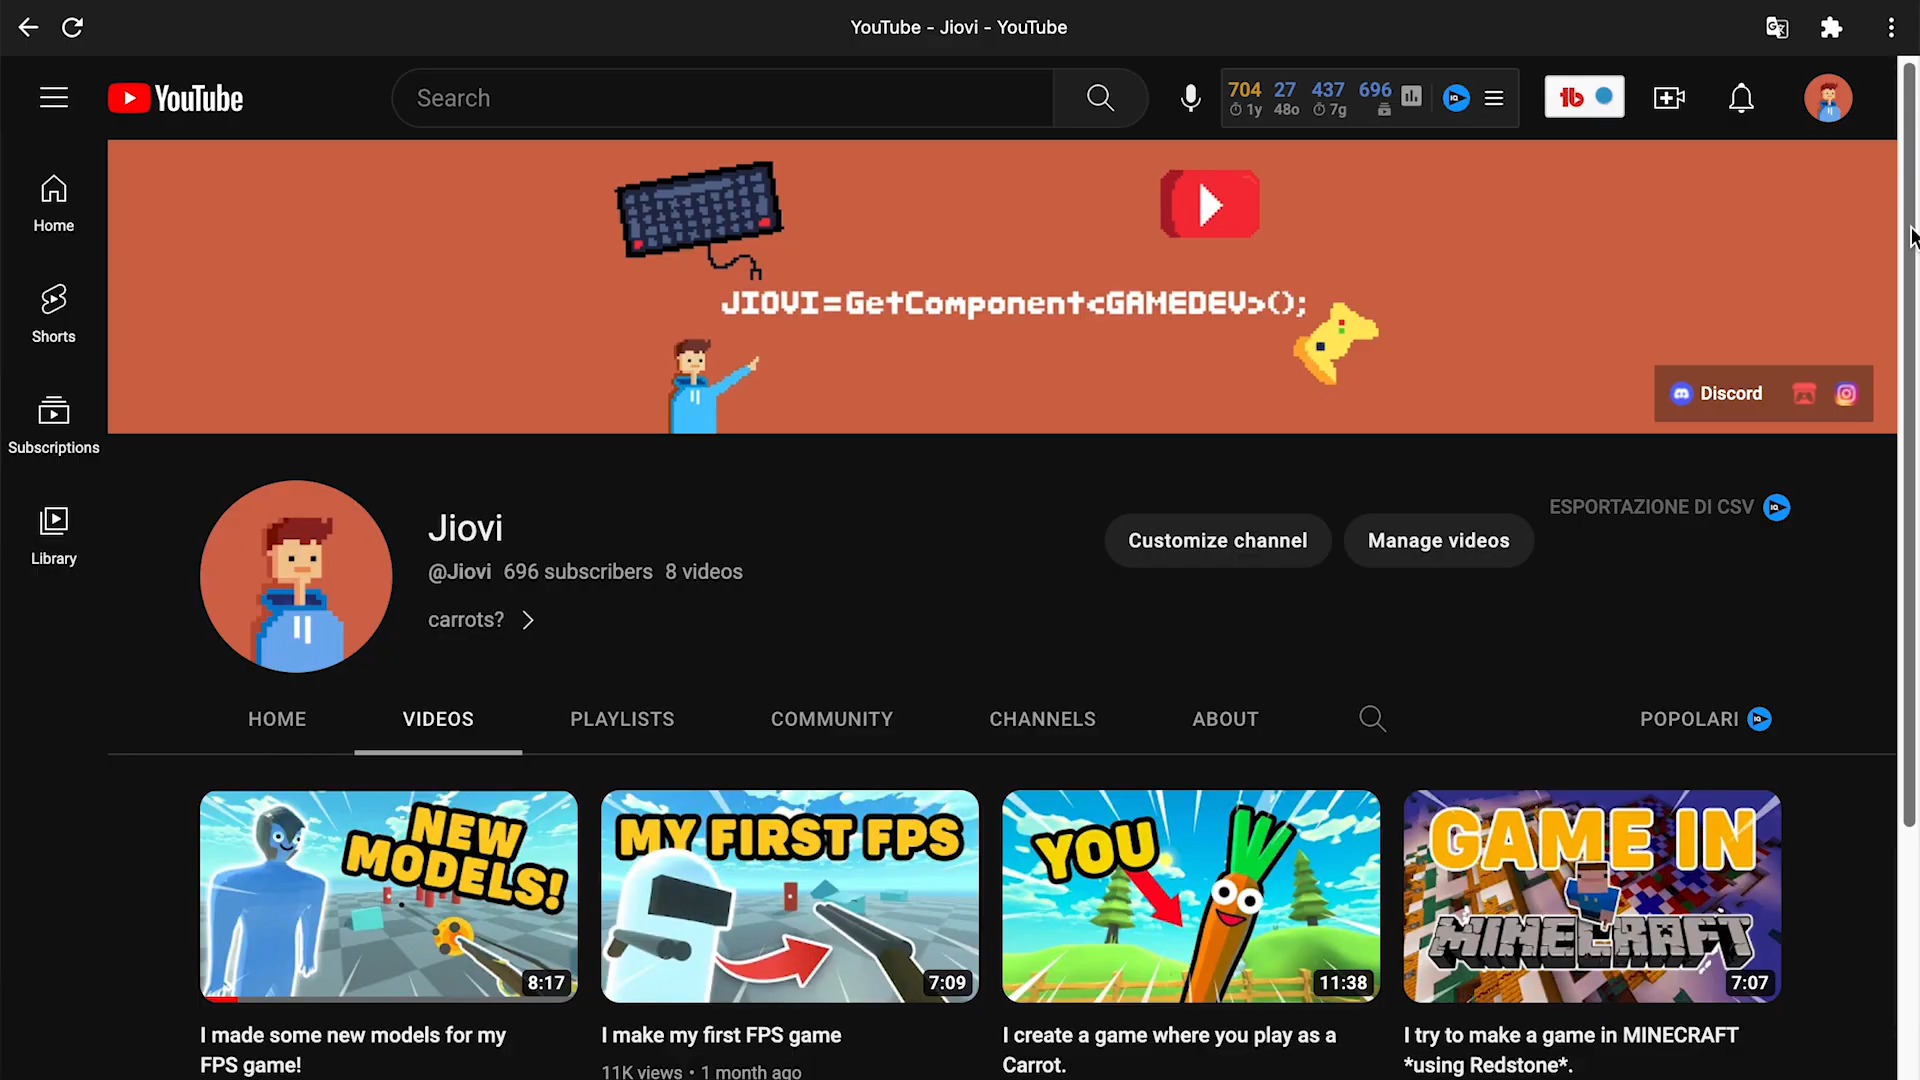 YouTube - Jiovi - YouTube
YouTube
Search
704 27 437 696
1y 48o 7g
Home
Shorts
Subscriptions
Library
JIOVI=GetComponent<GAMEDEV>();
Discord
Jiovi
@Jiovi 696 subscribers 8 videos
carrots?
Customize channel
Manage videos
ESPORTAZIONE DI CSV
HOME
VIDEOS
PLAYLISTS
COMMUNITY
CHANNELS
ABOUT
POPOLARI
NEW
MODELS!
8:17
MY FIRST FPS
7:09
YOU
11:38
GAME IN
MINECRAFT
7:07
I made some new models for my
FPS game!
I make my first FPS game
11K views • 1 month ago
I create a game where you play as a
Carrot.
I try to make a game in MINECRAFT
*using Redstone*.